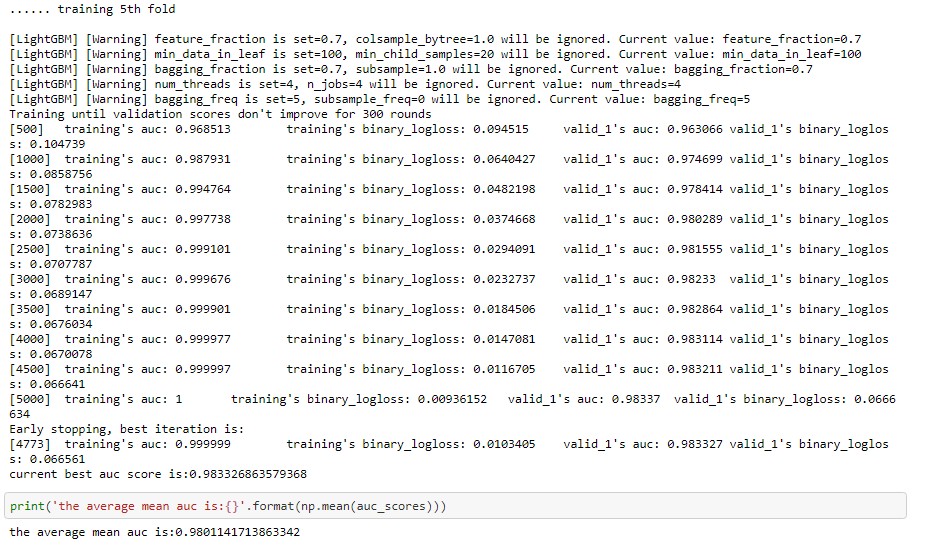 ...... training 5th fold
[LightGBM] [Warning] feature_fraction is set=0.7, colsample_bytree=1.0 will be ignored. Current value: feature_fraction=0.7
[LightGBM] [Warning] min_data_in_leaf is set=100, min_child_samples=20 will be ignored. Current value: min_data_in_leaf=100
[LightGBM] [Warning] bagging_fraction is set=0.7, subsample=1.0 will be ignored. Current value: bagging_fraction=0.7
[LightGBM] [Warning] num_threads is set=4, n_jobs=4 will be ignored. Current value: num_threads=4
[LightGBM] [Warning] bagging_freq is set=5, subsample_freq=0 will be ignored. Current value: bagging_freq=5
Training until validation scores don't improve for 300 rounds
[500] training's auc: 0.968513 training's binary_logloss: 0.094515 valid_1's auc: 0.963066 valid_1's binary_loglos
s: 0.104739
[1000] training's auc: 0.987931 training's binary_logloss: 0.0640427 valid_1's auc: 0.974699 valid_1's binary_loglos
s: 0.0858756
[1500] training's auc: 0.994764 training's binary_logloss: 0.0482198 valid_1's auc: 0.978414 valid_1's binary_loglos
s: 0.0782983
[2000] training's auc: 0.997738 training's binary_logloss: 0.0374668 valid_1's auc: 0.980289 valid_1's binary_loglos
s: 0.0738636
[2500] training's auc: 0.999101 training's binary_logloss: 0.0294091 valid_1's auc: 0.981555 valid_1's binary_loglos
s: 0.0707787
[3000] training's auc: 0.999676 training's binary_logloss: 0.0232737 valid_1's auc: 0.98233 valid_1's binary_loglos
s: 0.0689147
[3500] training's auc: 0.999901 training's binary_logloss: 0.0184506 valid_1's auc: 0.982864 valid_1's binary_loglos
s: 0.0676034
[4000] training's auc: 0.999977 training's binary_logloss: 0.0147081 valid_1's auc: 0.983114 valid_1's binary_loglos
s: 0.0670078
[4500] training's auc: 0.999997 training's binary_logloss: 0.0116705 valid_1's auc: 0.983211 valid_1's binary_loglos
s: 0.066641
[5000] training's auc: 1 training's binary_logloss: 0.00936152 valid_1's auc: 0.98337 valid_1's binary_logloss: 0.0666
634
Early stopping, best iteration is:
[4773] training's auc: 0.999999 training's binary_logloss: 0.0103405 valid_1's auc: 0.983327 valid_1's binary_loglos
s: 0.066561
current best auc score is:0.983326863579368
print('the average mean auc is:{}'.format(np.mean(auc_scores)))
the average mean auc is:0.9801141713863342